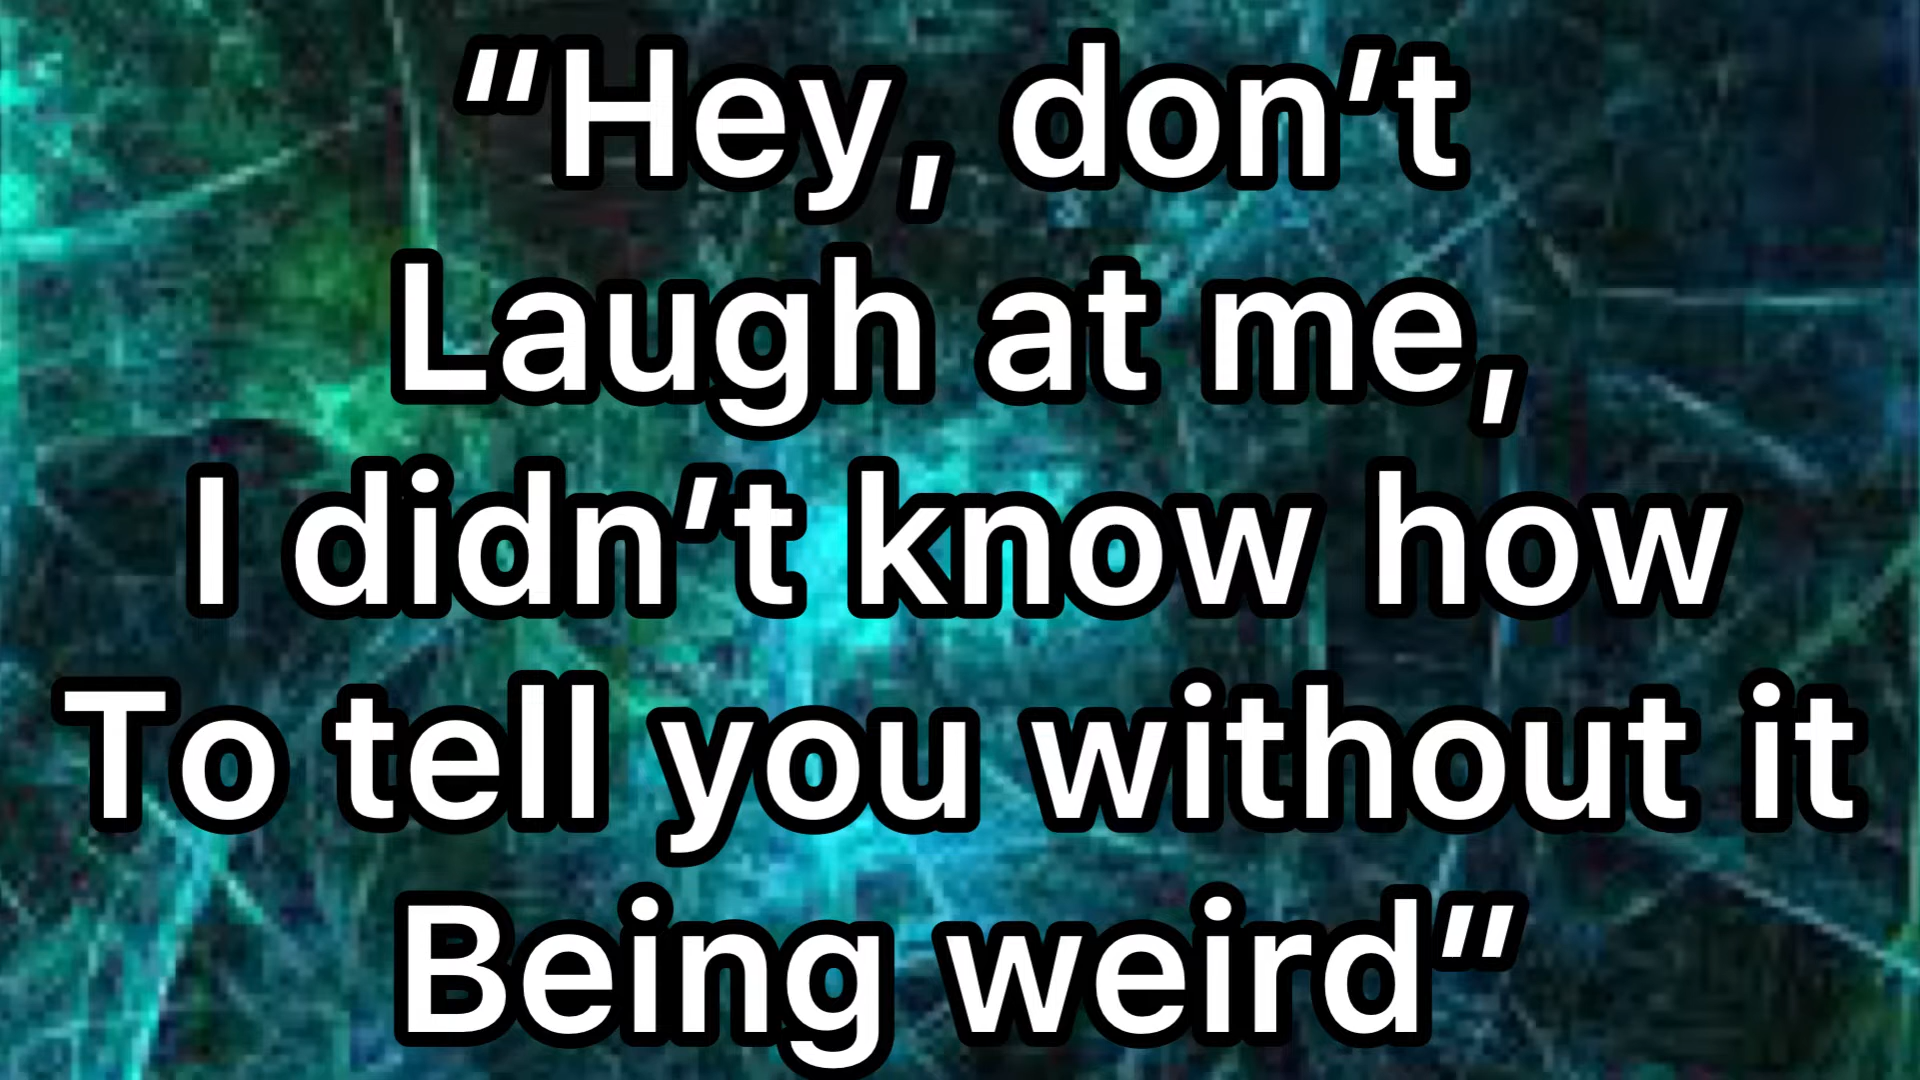 “Hey, don’t
Laugh at me,
I didn’t know how
To tell you without it
Being weird”